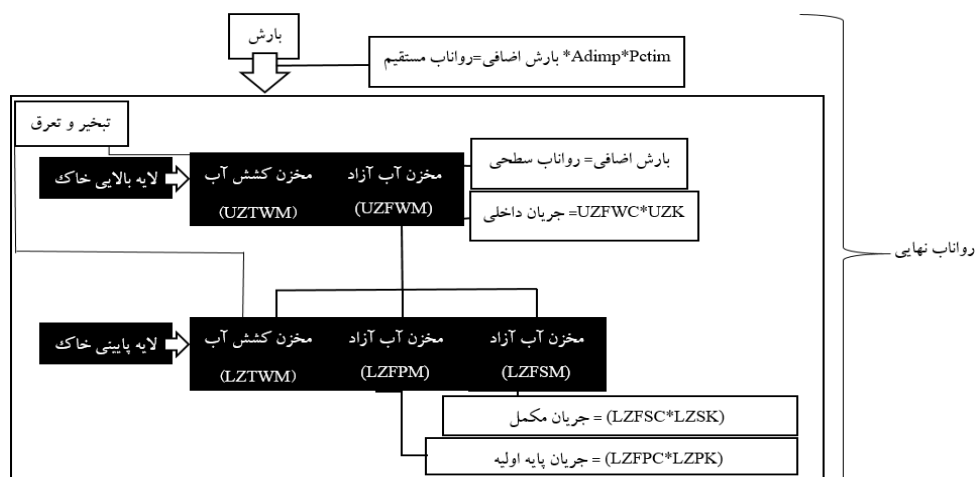 بارش
بارش اضافی=رواناب مستقیم *Adimp*Pctim
تبخیر و تعرق
بارش اضافی= رواناب سطحی
لایه بالایی خاک
مخزن کشش آب
(UZTWM)
مخزن آب آزاد
(UZFWM)
جریان داخلی =UZFWC*UZK
رواناب نهایی
لایه پایینی خاک
مخزن کشش آب
(LZTWM)
مخزن آب آزاد
(LZFPM)
مخزن آب آزاد
(LZFSM)
جریان مکمل = (LZFSC*LZSK)
جریان پایه اولیه = (LZFPC*LZPK)